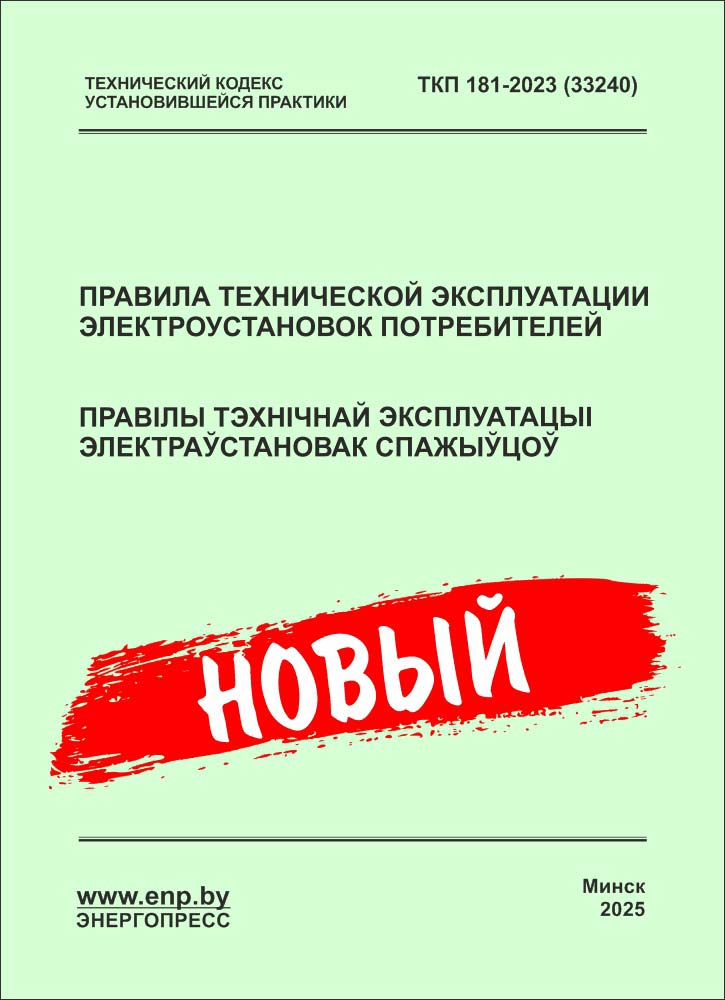 ТЕХНИЧЕСКИЙ КОДЕКС
УСТАНОВИВШЕЙСЯ ПРАКТИКИ
ТКП 181-2023 (33240)
ПРАВИЛА ТЕХНИЧЕСКОЙ ЭКСПЛУАТАЦИИ
ЭЛЕКТРОУСТАНОВОК ПОТРЕБИТЕЛЕЙ
ПРАВІЛЫ ТЭХНІЧНАЙ ЭКСПЛУАТАЦЫІ
ЭЛЕКТРАЎСТАНОВАК СПАЖЫЎЦОЎ
НОВЫЙ
www.enp.by
ЭНЕРГОПРЕСС
Минск
2025